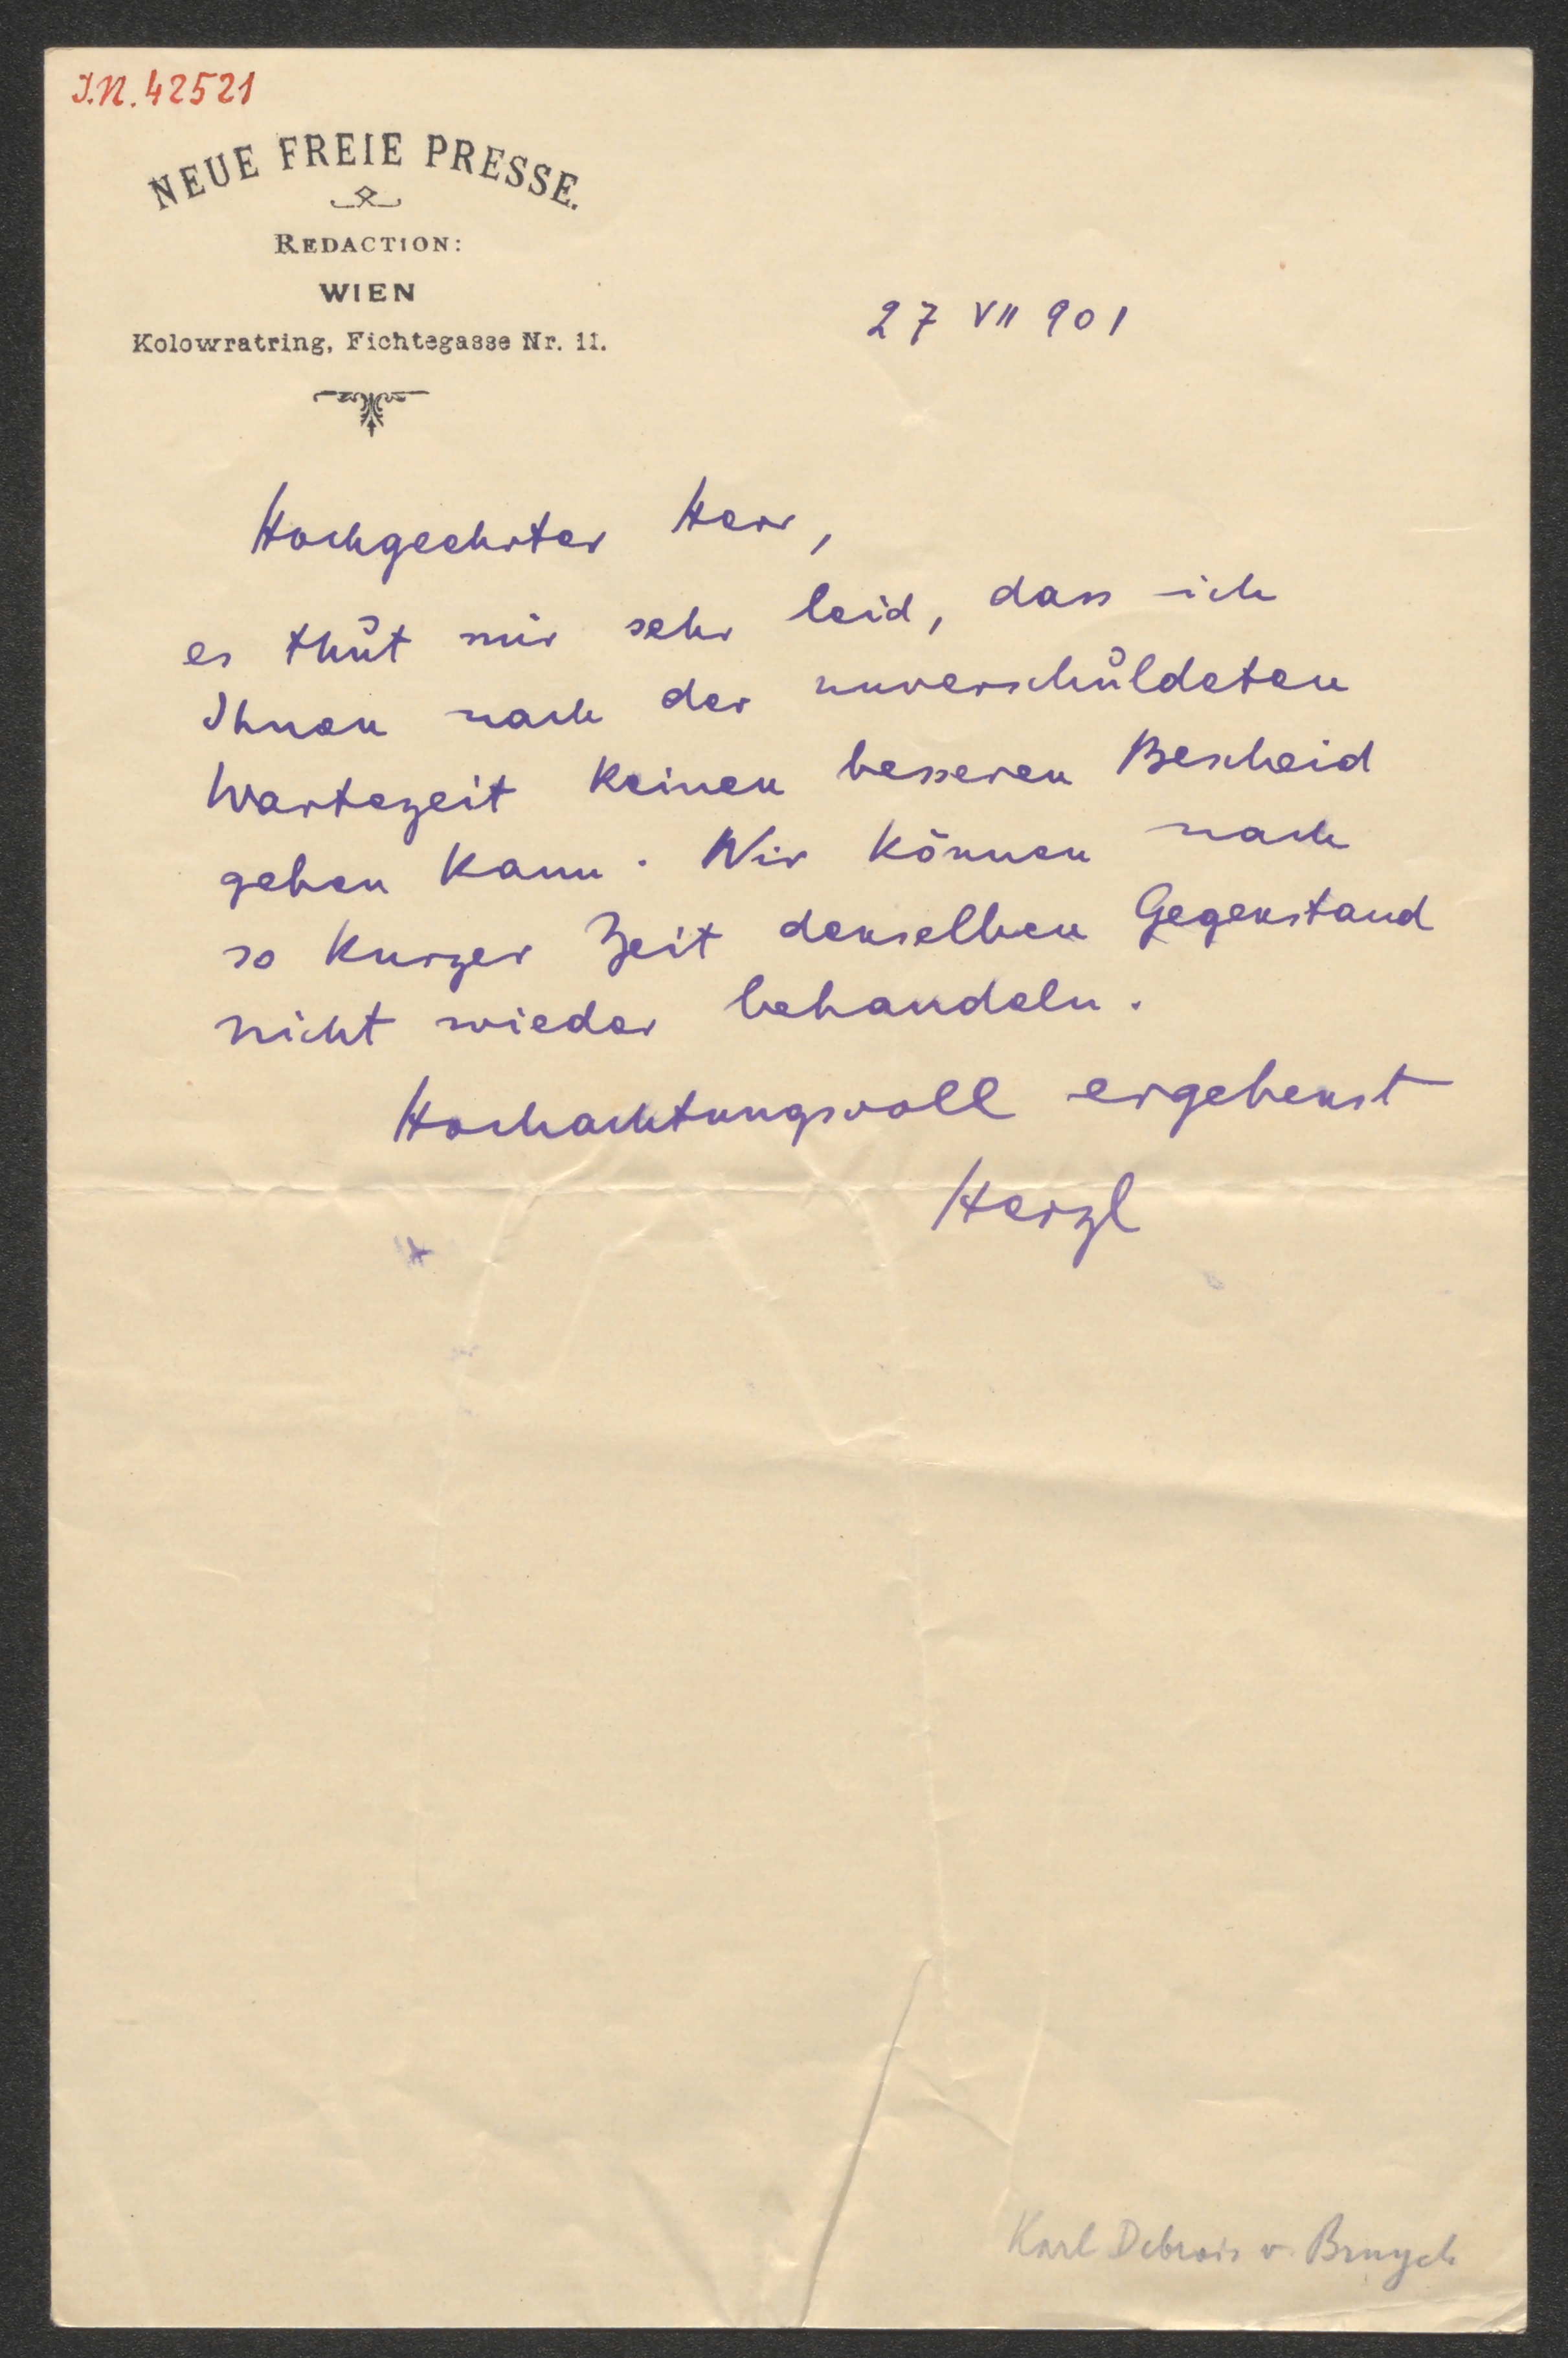 I.N. 42521
NEUE FREIE PRESSE.
REDACTION:
WIEN
Kolowratring, Fichtegasse Nr. 11.
27 VII 901
Hochgeehrter Herr,
es thut mir sehr leid, dass ich
Ihnen nach der unverschuldeten
Wartezeit keinen besseren Bescheid
geben kann. Wir können nach
so kurzer Zeit denselben Gegenstand
nicht wieder behandeln.
Hochachtungsvoll ergebenst
Herzl
Karl Debrois v. Bruyck